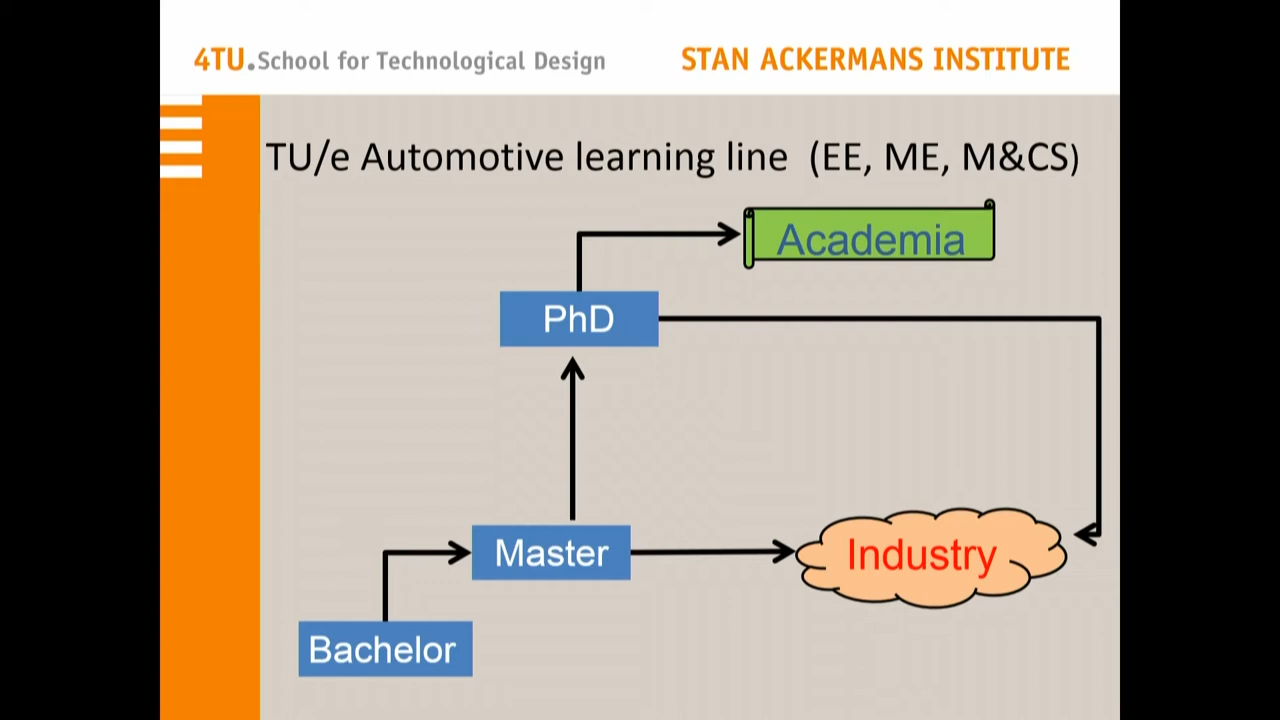 4TU.School for Technological Design
STAN ACKERMANS INSTITUTE
TU/e Automotive learning line (EE, ME, M&CS)
Academia
PhD
Master
Industry
Bachelor